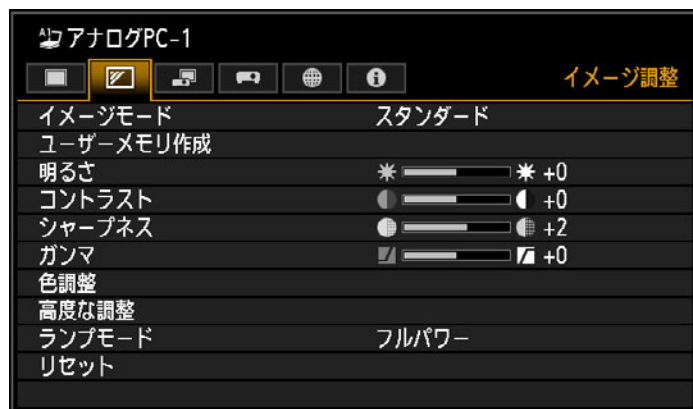 A1 アナログPC-1
イメージ調整
イメージモード スタンダード
ユーザーメモリ作成
明るさ +0
コントラスト +0
シャープネス +2
ガンマ +0
色調整
高度な調整
ランプモード フルパワー
リセット